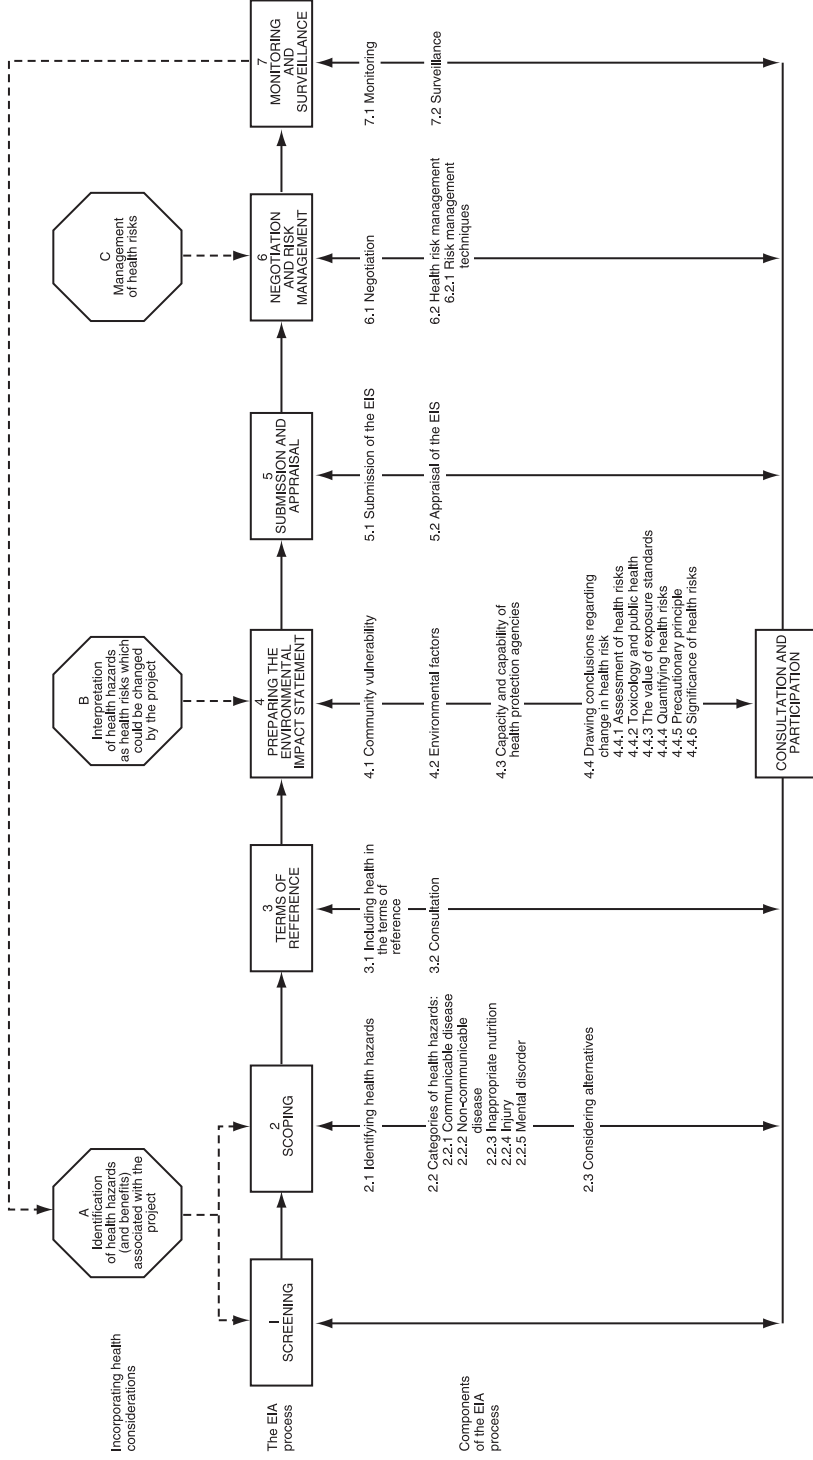 Incorporating health
considerations
A
Identification
of health hazards
(and benefits)
associated with the
project
B
Interpretation
of health hazards
as health risks which
could be changed
by the project
C
Management
of health risks
The EIA
process
I
SCREENING
2
SCOPING
3
TERMS OF
REFERENCE
4
PREPARING THE
ENVIRONMENTAL
IMPACT STATEMENT
5
SUBMISSION AND
APPRAISAL
6
NEGOTIATION
AND RISK
MANAGEMENT
7
MONITORING
AND
SURVEILLANCE
Components
of the EIA
process
2.1 Identifying health hazards
2.2 Categories of health hazards:
2.2.1 Communicable disease
2.2.2 Non-communicable
disease
2.2.3 Inappropriate nutrition
2.2.4 Injury
2.2.5 Mental disorder
2.3 Considering alternatives
3.1 Including health in
the terms of
reference
3.2 Consultation
4.1 Community vulnerability
4.2 Environmental factors
4.3 Capacity and capability of
health protection agencies
4.4 Drawing conclusions regarding
change in health risk
4.4.1 Assessment of health risks
4.4.2 Toxicology and public health
4.4.3 The value of exposure standards
4.4.4 Quantifying health risks
4.4.5 Precautionary principle
4.4.6 Significance of health risks
5.1 Submission of the EIS
5.2 Appraisal of the EIS
6.1 Negotiation
6.2 Health risk management
6.2.1 Risk management
techniques
7.1 Monitoring
7.2 Surveillance
CONSULTATION AND
PARTICIPATION